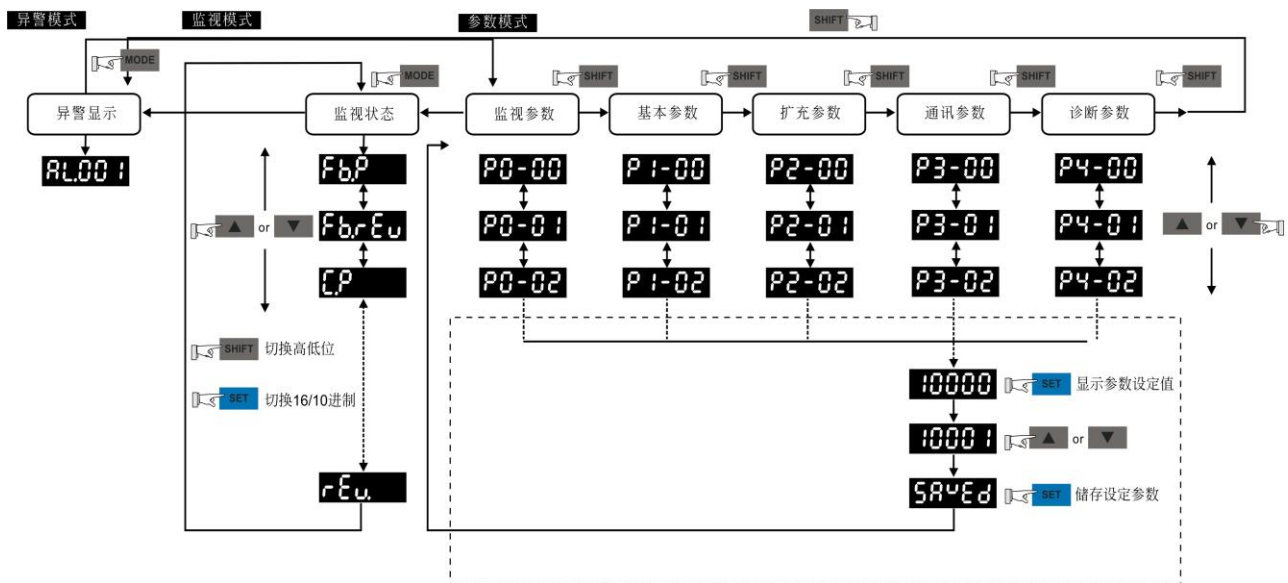 异警模式 监视模式 参数模式 SHIFT
MODE MODE SHIFT SHIFT SHIFT SHIFT SHIFT
异警显示 监视状态 监视参数 基本参数 扩充参数 通讯参数 诊断参数
AL.001 Fb.P P0-00 P1-00 P2-00 P3-00 P4-00
▲ or ▼ Fb.rEu P0-01 P1-01 P2-01 P3-01 P4-01 ▲ or ▼
C.P P0-02 P1-02 P2-02 P3-02 P4-02
SHIFT 切换高低位
SET 切换16/10进制
10000 SET 显示参数设定值
10001 ▲ or ▼
rEu. SAvEd SET 储存设定参数